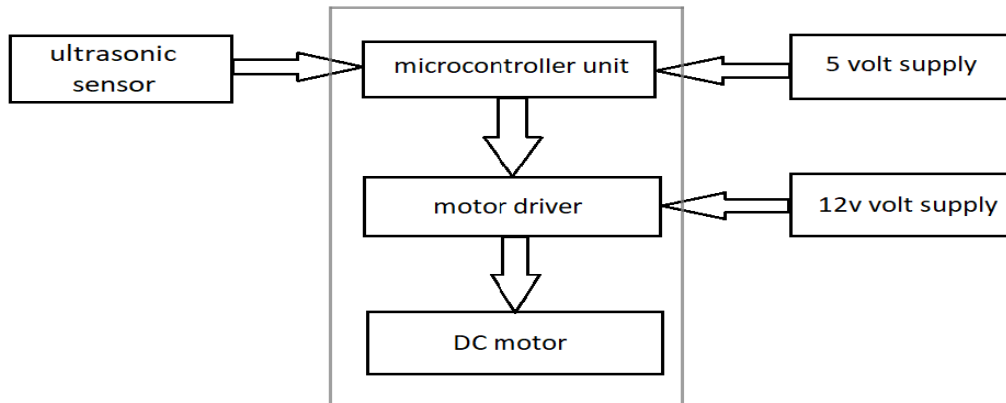 ultrasonic
sensor
microcontroller unit
5 volt supply
motor driver
12v volt supply
DC motor